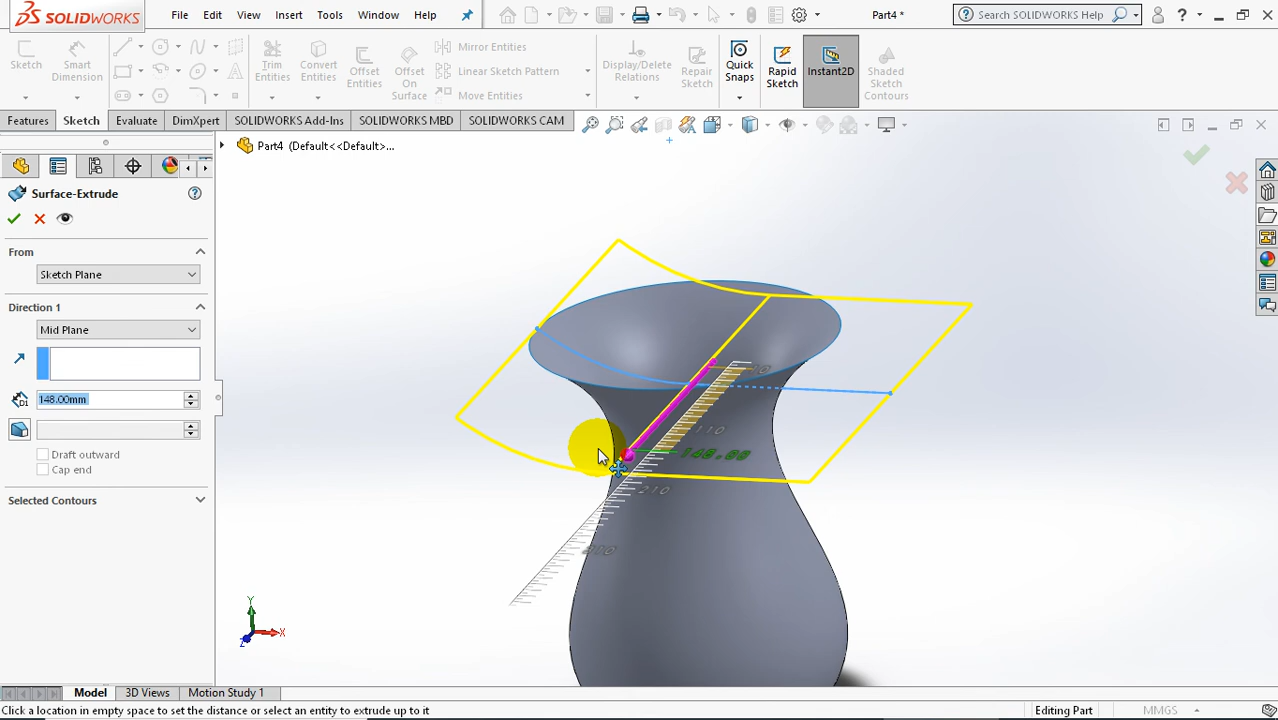 SOLIDWORKS File Edit View Insert Tools Window Help Part4 * Search SOLIDWORKS Help
Sketch Smart Dimension Trim Entities Convert Entities Offset Entities Offset On Surface Mirror Entities Linear Sketch Pattern Move Entities Display/Delete Relations Repair Sketch Quick Snaps Rapid Sketch Instant2D Shaded Sketch Contours
Features Sketch Evaluate DimXpert SOLIDWORKS Add-Ins SOLIDWORKS MBD SOLIDWORKS CAM
Part4 (Default<<Default>...
Surface-Extrude
From
Sketch Plane
Direction 1
Mid Plane
148.00mm
Draft outward
Cap end
Selected Contours
110
148.00
210
Y
X
Z
Model 3D Views Motion Study 1
Click a location in empty space to set the distance or select an entity to extrude up to it Editing Part MMGS